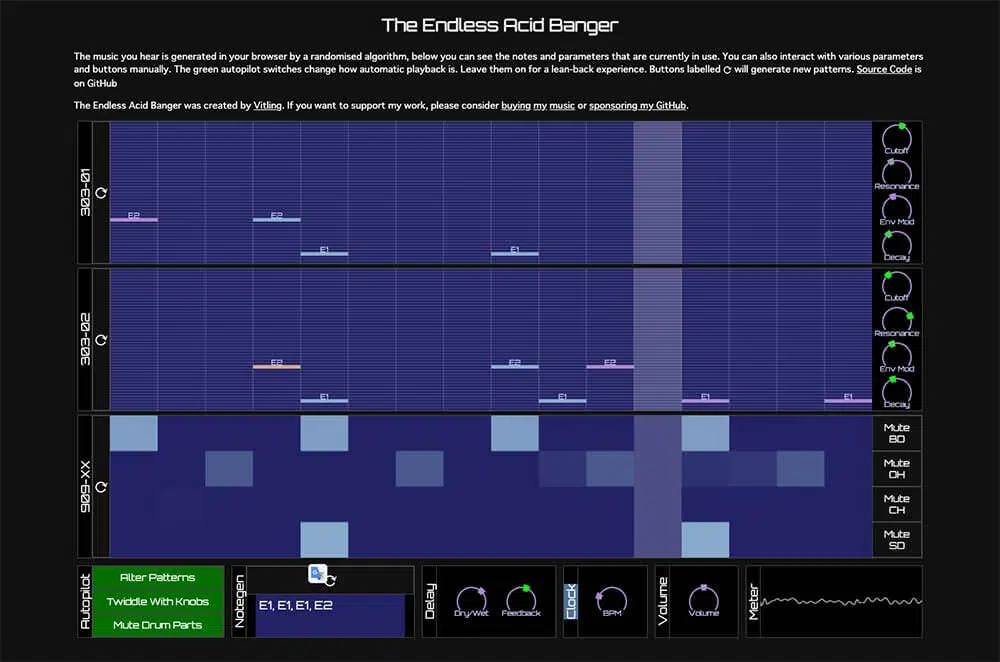 The Endless Acid Banger
The music you hear is generated in your browser by a randomised algorithm, below you can see the notes and parameters that are currently in use. You can also interact with various parameters
and buttons manually. The green autopilot switches change how automatic playback is. Leave them on for a lean-back experience. Buttons labelled ⟳ will generate new patterns. Source Code is
on GitHub
The Endless Acid Banger was created by Vitling. If you want to support my work, please consider buying my music or sponsoring my GitHub.
303-01
E2
E2
E1
E1
Cutoff
Resonance
Env Mod
Decay
303-02
E2
E1
E2
E1
E2
E1
E1
Cutoff
Resonance
Env Mod
Decay
909-XX
Mute
BD
Mute
OH
Mute
CH
Mute
SD
Autopilot
Alter Patterns
Twiddle With Knobs
Mute Drum Parts
Notegen
E1, E1, E1, E2
Delay
Dry/Wet
Feedback
Clock
BPM
Volume
Volume
Meter